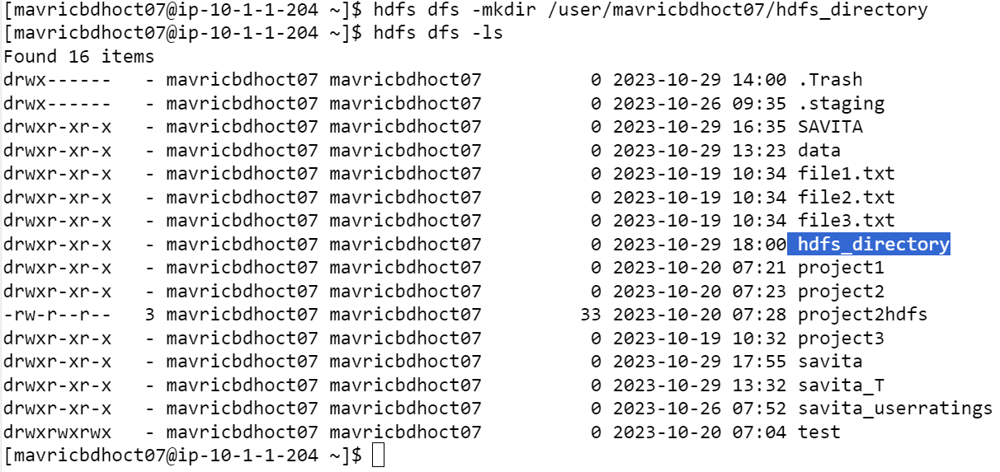 [mavricbdhoct07@ip-10-1-1-204 ~]$ hdfs dfs -mkdir /user/mavricbdhoct07/hdfs_directory
[mavricbdhoct07@ip-10-1-1-204 ~]$ hdfs dfs -ls
Found 16 items
drwx------   - mavricbdhoct07 mavricbdhoct07          0 2023-10-29 14:00 .Trash
drwx------   - mavricbdhoct07 mavricbdhoct07          0 2023-10-26 09:35 .staging
drwxr-xr-x   - mavricbdhoct07 mavricbdhoct07          0 2023-10-29 16:35 SAVITA
drwxr-xr-x   - mavricbdhoct07 mavricbdhoct07          0 2023-10-29 13:23 data
drwxr-xr-x   - mavricbdhoct07 mavricbdhoct07          0 2023-10-19 10:34 file1.txt
drwxr-xr-x   - mavricbdhoct07 mavricbdhoct07          0 2023-10-19 10:34 file2.txt
drwxr-xr-x   - mavricbdhoct07 mavricbdhoct07          0 2023-10-19 10:34 file3.txt
drwxr-xr-x   - mavricbdhoct07 mavricbdhoct07          0 2023-10-29 18:00 hdfs_directory
drwxr-xr-x   - mavricbdhoct07 mavricbdhoct07          0 2023-10-20 07:21 project1
drwxr-xr-x   - mavricbdhoct07 mavricbdhoct07          0 2023-10-20 07:23 project2
-rw-r--r--   3 mavricbdhoct07 mavricbdhoct07         33 2023-10-20 07:28 project2hdfs
drwxr-xr-x   - mavricbdhoct07 mavricbdhoct07          0 2023-10-19 10:32 project3
drwxr-xr-x   - mavricbdhoct07 mavricbdhoct07          0 2023-10-29 17:55 savita
drwxr-xr-x   - mavricbdhoct07 mavricbdhoct07          0 2023-10-29 13:32 savita_T
drwxr-xr-x   - mavricbdhoct07 mavricbdhoct07          0 2023-10-26 07:52 savita_userratings
drwxrwxrwx   - mavricbdhoct07 mavricbdhoct07          0 2023-10-20 07:04 test
[mavricbdhoct07@ip-10-1-1-204 ~]$